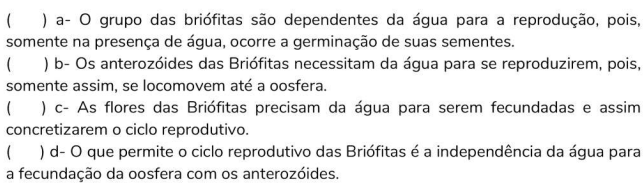 (      ) a- O grupo das briófitas são dependentes da água para a reprodução, pois,
somente na presença de água, ocorre a germinação de suas sementes.
(      ) b- Os anterozóides das Briófitas necessitam da água para se reproduzirem, pois,
somente assim, se locomovem até a oosfera.
(      ) c- As flores das Briófitas precisam da água para serem fecundadas e assim
concretizarem o ciclo reprodutivo.
(      ) d- O que permite o ciclo reprodutivo das Briófitas é a independência da água para
a fecundação da oosfera com os anterozóides.